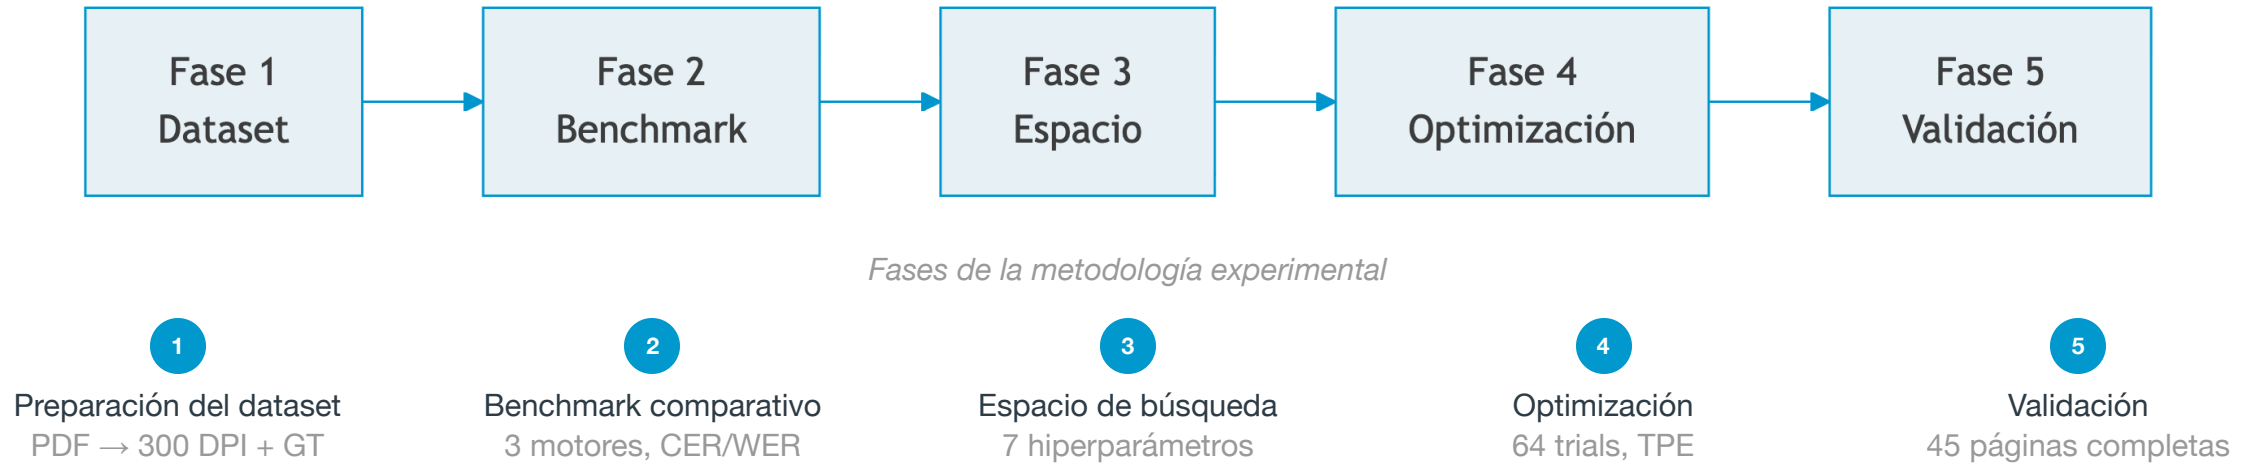 Fase 1
Dataset
Fase 2
Benchmark
Fase 3
Espacio
Fase 4
Optimización
Fase 5
Validación
Fases de la metodología experimental
1
Preparación del dataset
PDF → 300 DPI + GT
2
Benchmark comparativo
3 motores, CER/WER
3
Espacio de búsqueda
7 hiperparámetros
4
Optimización
64 trials, TPE
5
Validación
45 páginas completas